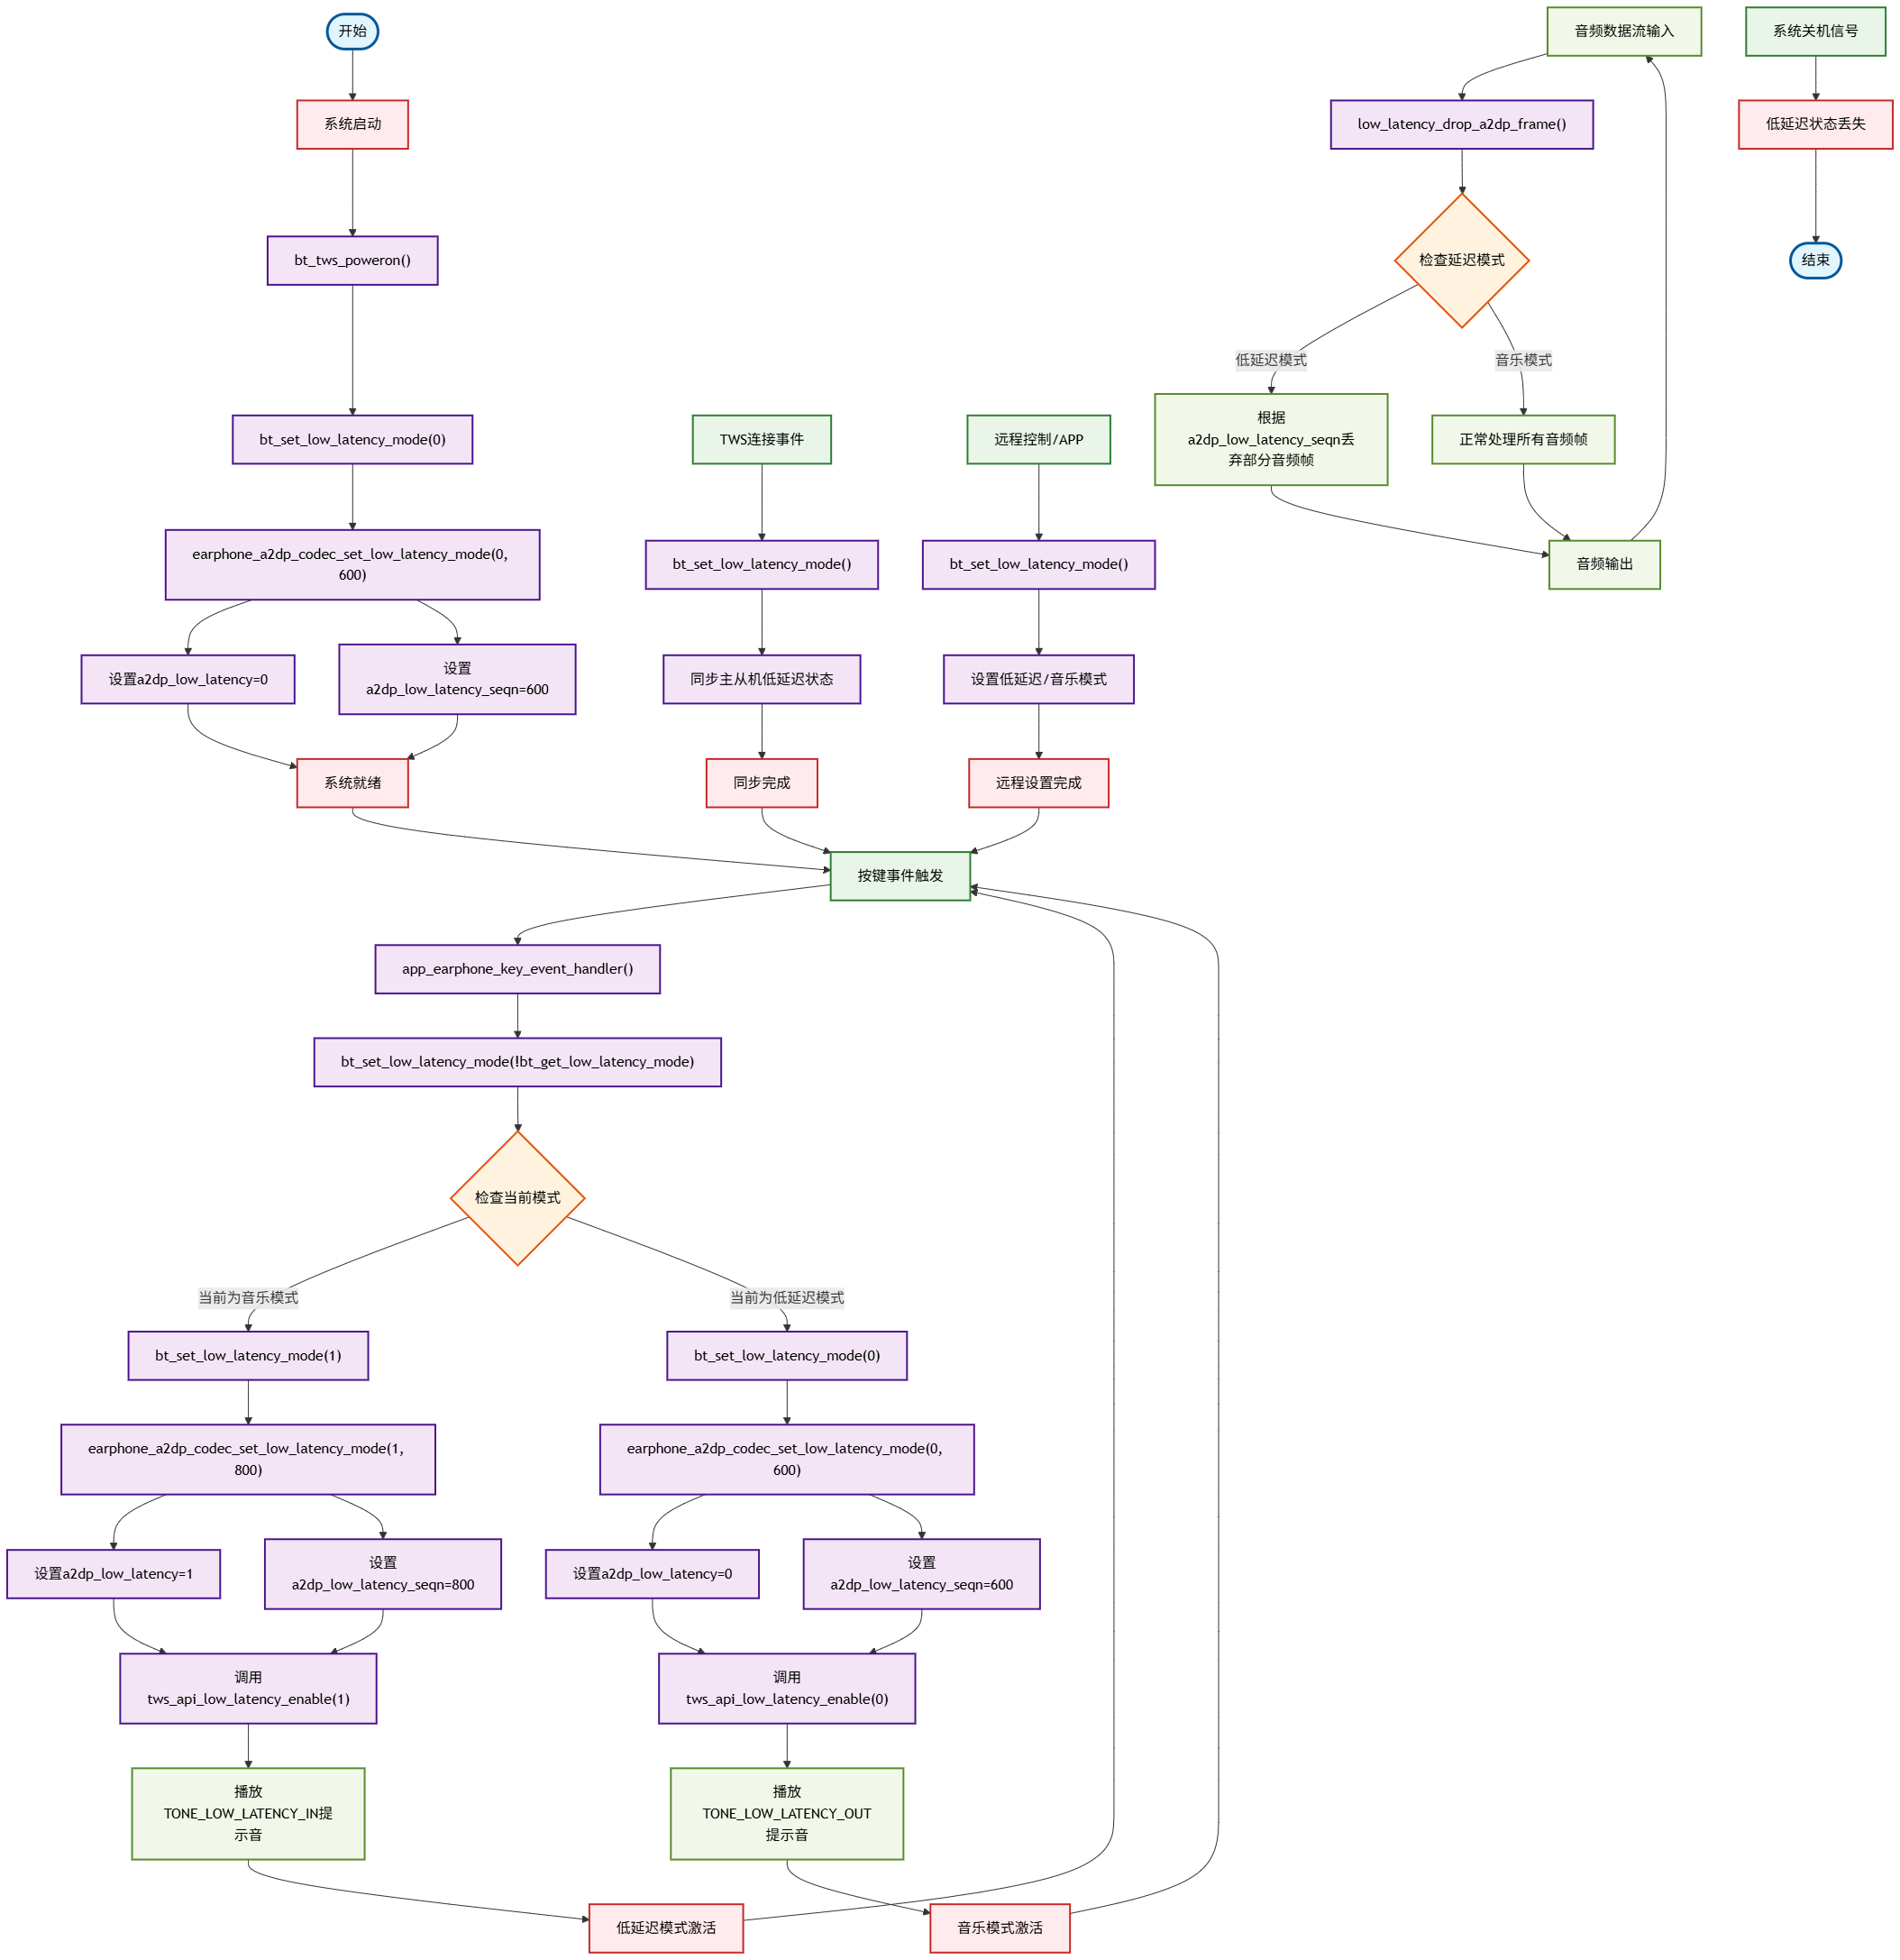 开始
系统启动
bt_tws_poweron()
bt_set_low_latency_mode(0)
earphone_a2dp_codec_set_low_latency_mode(0,
600)
设置a2dp_low_latency=0
设置
a2dp_low_latency_seqn=600
系统就绪
TWS连接事件
bt_set_low_latency_mode()
同步主从机低延迟状态
同步完成
远程控制/APP
bt_set_low_latency_mode()
设置低延迟/音乐模式
远程设置完成
音频数据流输入
low_latency_drop_a2dp_frame()
检查延迟模式
低延迟模式
音乐模式
根据
a2dp_low_latency_seqn丢
弃部分音频帧
正常处理所有音频帧
音频输出
系统关机信号
低延迟状态丢失
结束
按键事件触发
app_earphone_key_event_handler()
bt_set_low_latency_mode(!bt_get_low_latency_mode)
检查当前模式
当前为音乐模式
当前为低延迟模式
bt_set_low_latency_mode(1)
earphone_a2dp_codec_set_low_latency_mode(1,
800)
设置a2dp_low_latency=1
设置
a2dp_low_latency_seqn=800
调用
tws_api_low_latency_enable(1)
播放
TONE_LOW_LATENCY_IN提
示音
低延迟模式激活
bt_set_low_latency_mode(0)
earphone_a2dp_codec_set_low_latency_mode(0,
600)
设置a2dp_low_latency=0
设置
a2dp_low_latency_seqn=600
调用
tws_api_low_latency_enable(0)
播放
TONE_LOW_LATENCY_OUT
提示音
音乐模式激活